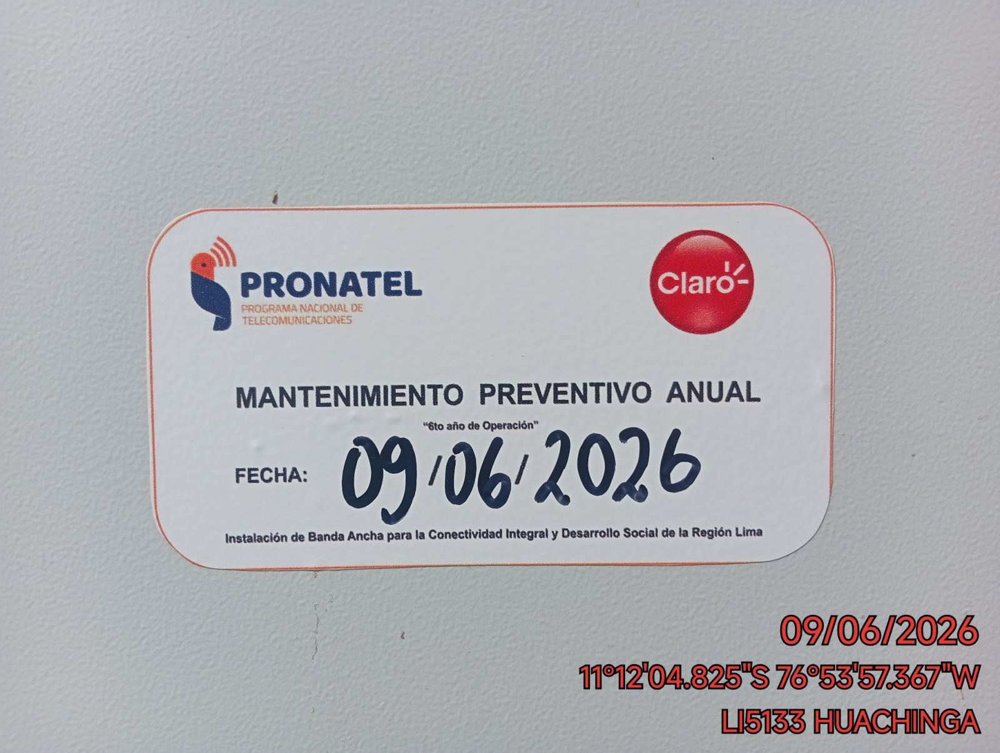 PRONATEL
PROGRAMA NACIONAL DE
TELECOMUNICACIONES
Claro
MANTENIMIENTO PREVENTIVO ANUAL
"6to año de Operación"
FECHA: 09/06/2026
Instalación de Banda Ancha para la Conectividad Integral y Desarrollo Social de la Región Lima
09/06/2026
11°12'04.825"S 76°53'57.367"W
LI5133 HUACHINGA